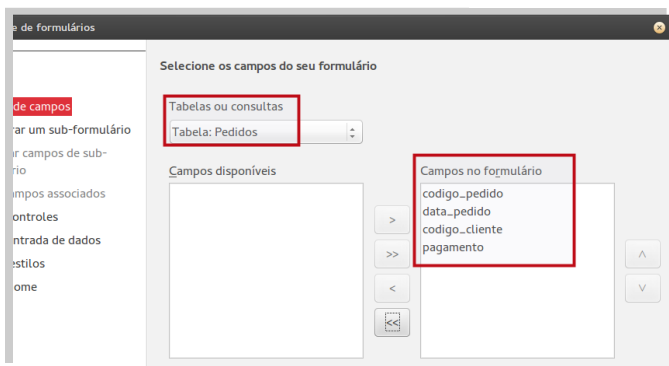 e de formulários
Selecione os campos do seu formulário
de campos
rar um sub-formulário
ar campos de sub-
rio
ampos associados
ontroles
ntrada de dados
estilos
ome
Tabelas ou consultas
Tabela: Pedidos
Campos disponíveis
>
>>
<
<<
Campos no formulário
codigo_pedido
data_pedido
codigo_cliente
pagamento